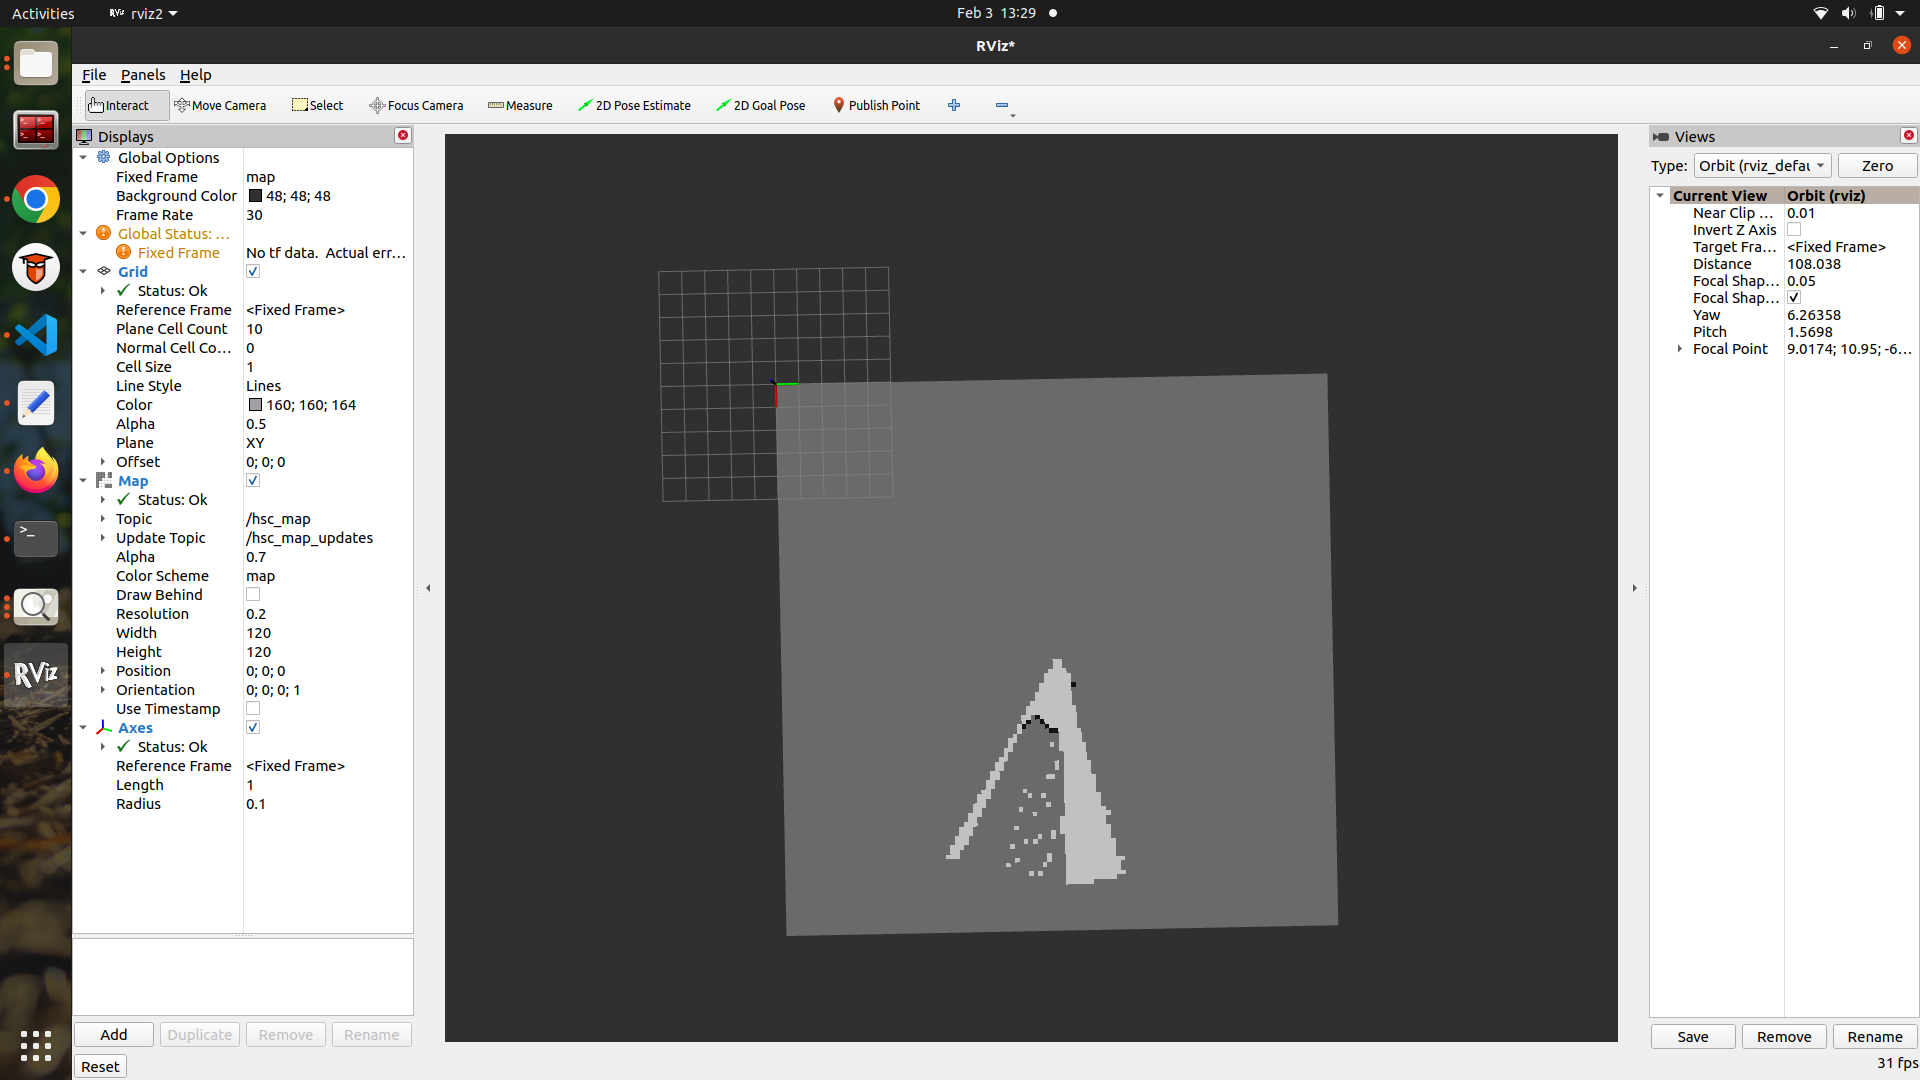 Activities
rviz2
Feb 3 13:29
RViz*
File Panels Help
Interact
Move Camera
Select
Focus Camera
Measure
2D Pose Estimate
2D Goal Pose
Publish Point
Displays
Global Options
Fixed Frame map
Background Color 48; 48; 48
Frame Rate 30
Global Status: ...
Fixed Frame No tf data. Actual err...
Grid
Status: Ok
Reference Frame <Fixed Frame>
Plane Cell Count 10
Normal Cell Co... 0
Cell Size 1
Line Style Lines
Color 160; 160; 164
Alpha 0.5
Plane XY
Offset 0; 0; 0
Map
Status: Ok
Topic /hsc_map
Update Topic /hsc_map_updates
Alpha 0.7
Color Scheme map
Draw Behind
Resolution 0.2
Width 120
Height 120
Position 0; 0; 0
Orientation 0; 0; 0; 1
Use Timestamp
Axes
Status: Ok
Reference Frame <Fixed Frame>
Length 1
Radius 0.1
Add Duplicate Remove Rename
Reset
RViz
Views
Type: Orbit (rviz_defau Zero
Current View Orbit (rviz)
Near Clip ... 0.01
Invert Z Axis
Target Fra... <Fixed Frame>
Distance 108.038
Focal Shap... 0.05
Focal Shap...
Yaw 6.26358
Pitch 1.5698
Focal Point 9.0174; 10.95; -6...
Save Remove Rename
31 fps